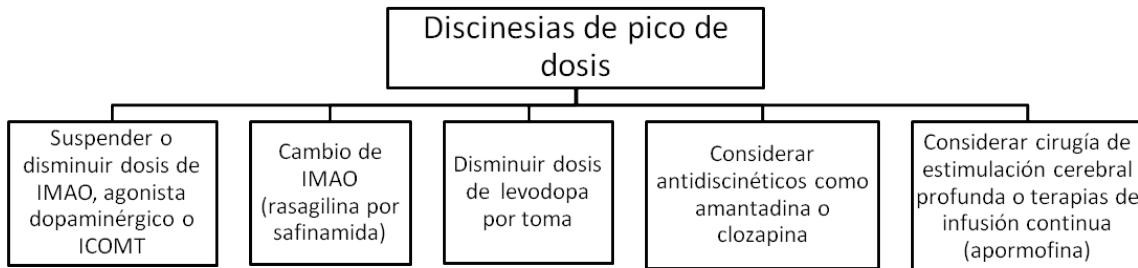 Discinesias de pico de
dosis
Suspender o
disminuir dosis de
IMAO, agonista
dopaminérgico o
ICOMT
Cambio de
IMAO
(rasagilina por
safinamida)
Disminuir dosis
de levodopa
por toma
Considerar
antidiscinéticos como
amantadina o
clozapina
Considerar cirugía de
estimulación cerebral
profunda o terapias de
infusión continua
(apormofina)